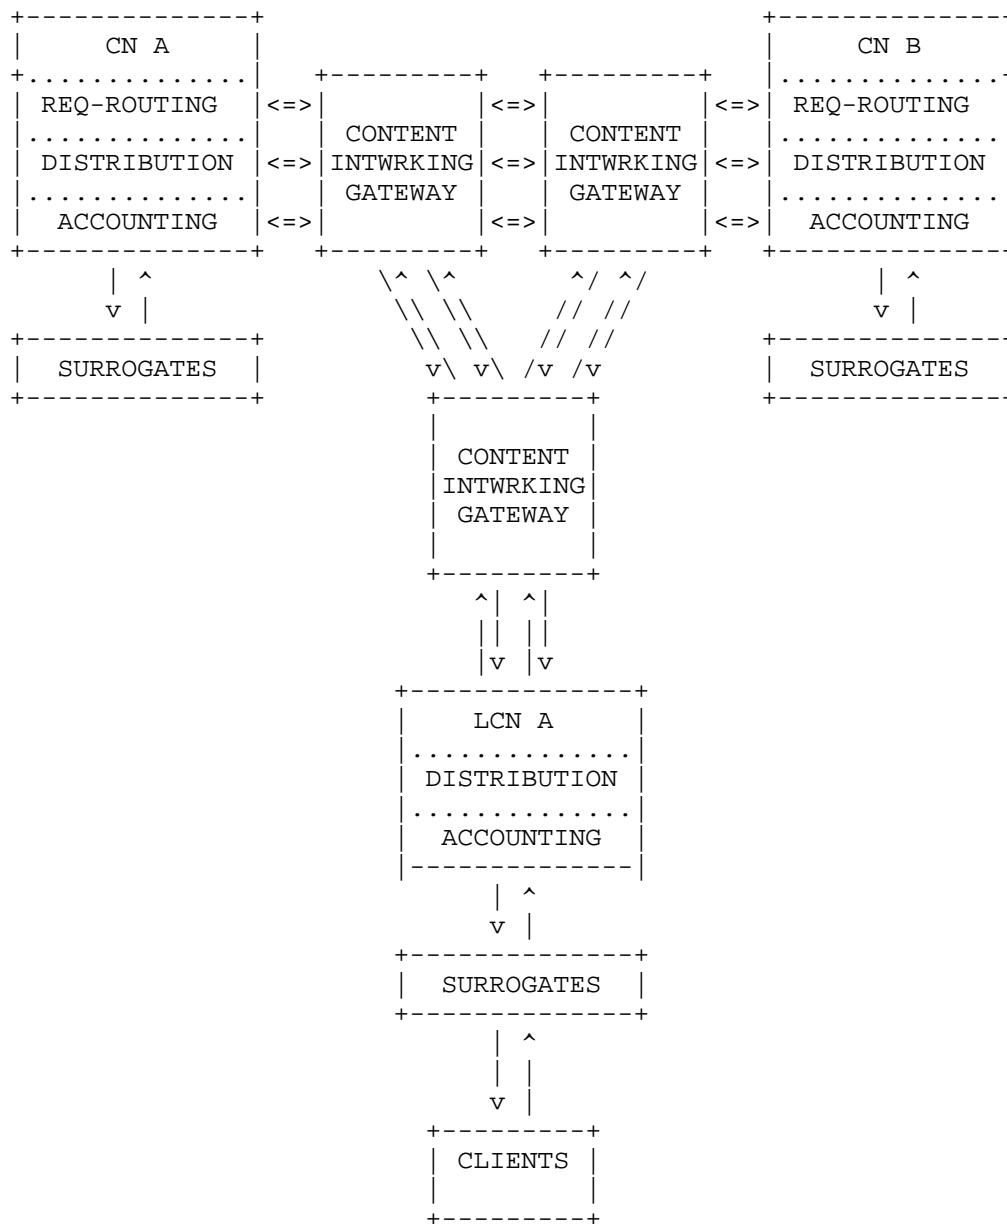 +--------------+                               +--------------+
|     CN A     |                               |     CN B     |
+..............|   +---------+   +---------+   |..............+
| REQ-ROUTING  |<=>|         |<=>|         |<=>| REQ-ROUTING  |
|..............|   | CONTENT |   | CONTENT |   |..............
| DISTRIBUTION |<=>|INTWRKING|<=>|INTWRKING|<=>| DISTRIBUTION
|..............|   | GATEWAY |   | GATEWAY |   |..............
|  ACCOUNTING  |<=>|         |<=>|         |<=>|  ACCOUNTING
+--------------+   +---------+   +---------+   +--------------+
      | ^              \^ \^       ^/ ^/              | ^
      v |               \\ \\     // //               v |
+--------------+         \\ \\   // //         +--------------+
|  SURROGATES  |          v\ v\ /v /v          |  SURROGATES
+--------------+          +---------+          +--------------+
                          |         |
                          | CONTENT |
                          |INTWRKING|
                          | GATEWAY |
                          |         |
                          +---------+
                             ^| ^|
                             || ||
                             |v |v
                        +--------------+
                        |    LCN A     |
                        |..............|
                        | DISTRIBUTION |
                        |..............|
                        |  ACCOUNTING  |
                        |--------------|
                              | ^
                              v |
                        +--------------+
                        |  SURROGATES  |
                        +--------------+
                              | ^
                              | |
                              v |
                          +---------+
                          | CLIENTS |
                          |         |
                          +---------+